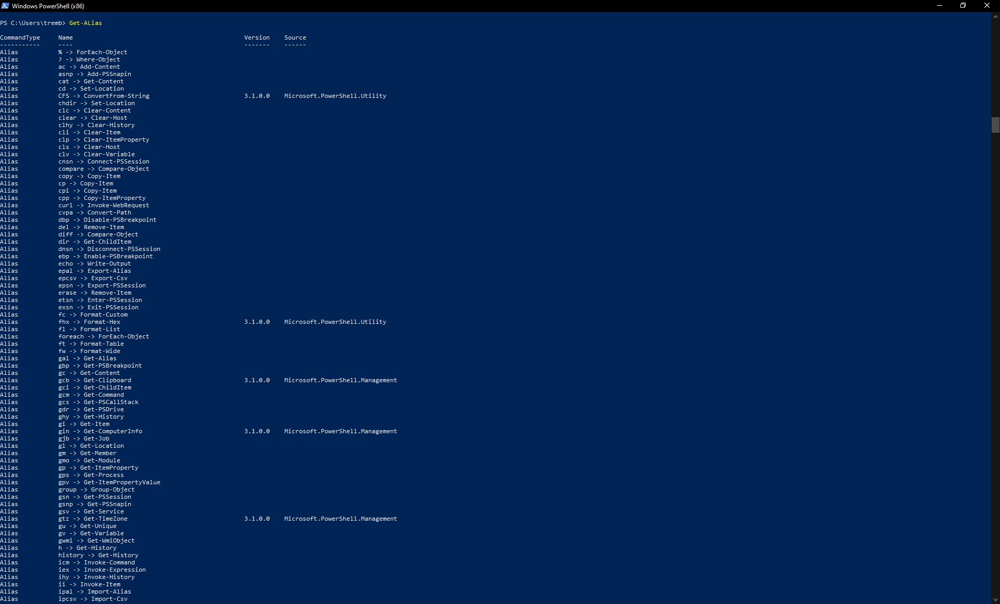 Windows PowerShell (x86)
PS C:\Users\tremb> Get-ALias
CommandType Name Version Source
----------- ---- ------- ------
Alias % -> ForEach-Object
Alias ? -> Where-Object
Alias ac -> Add-Content
Alias asnp -> Add-PSSnapin
Alias cat -> Get-Content
Alias cd -> Set-Location
Alias CFS -> ConvertFrom-String 3.1.0.0 Microsoft.PowerShell.Utility
Alias chdir -> Set-Location
Alias clc -> Clear-Content
Alias clear -> Clear-Host
Alias clhy -> Clear-History
Alias cli -> Clear-Item
Alias clp -> Clear-ItemProperty
Alias cls -> Clear-Host
Alias clv -> Clear-Variable
Alias cnsn -> Connect-PSSession
Alias compare -> Compare-Object
Alias copy -> Copy-Item
Alias cp -> Copy-Item
Alias cpi -> Copy-Item
Alias cpp -> Copy-ItemProperty
Alias curl -> Invoke-WebRequest
Alias cvpa -> Convert-Path
Alias dbp -> Disable-PSBreakpoint
Alias del -> Remove-Item
Alias diff -> Compare-Object
Alias dir -> Get-ChildItem
Alias dnsn -> Disconnect-PSSession
Alias ebp -> Enable-PSBreakpoint
Alias echo -> Write-Output
Alias epal -> Export-Alias
Alias epcsv -> Export-Csv
Alias epsn -> Export-PSSession
Alias erase -> Remove-Item
Alias etsn -> Enter-PSSession
Alias exsn -> Exit-PSSession
Alias fc -> Format-Custom
Alias fhx -> Format-Hex 3.1.0.0 Microsoft.PowerShell.Utility
Alias fl -> Format-List
Alias foreach -> ForEach-Object
Alias ft -> Format-Table
Alias fw -> Format-Wide
Alias gal -> Get-Alias
Alias gbp -> Get-PSBreakpoint
Alias gc -> Get-Content
Alias gcb -> Get-Clipboard 3.1.0.0 Microsoft.PowerShell.Management
Alias gci -> Get-ChildItem
Alias gcm -> Get-Command
Alias gcs -> Get-PSCallStack
Alias gdr -> Get-PSDrive
Alias ghy -> Get-History
Alias gi -> Get-Item
Alias gin -> Get-ComputerInfo 3.1.0.0 Microsoft.PowerShell.Management
Alias gjb -> Get-Job
Alias gl -> Get-Location
Alias gm -> Get-Member
Alias gmo -> Get-Module
Alias gp -> Get-ItemProperty
Alias gps -> Get-Process
Alias gpv -> Get-ItemPropertyValue
Alias group -> Group-Object
Alias gsn -> Get-PSSession
Alias gsnp -> Get-PSSnapin
Alias gsv -> Get-Service
Alias gtz -> Get-TimeZone 3.1.0.0 Microsoft.PowerShell.Management
Alias gu -> Get-Unique
Alias gv -> Get-Variable
Alias gwmi -> Get-WmiObject
Alias h -> Get-History
Alias history -> Get-History
Alias icm -> Invoke-Command
Alias iex -> Invoke-Expression
Alias ihy -> Invoke-History
Alias ii -> Invoke-Item
Alias ipal -> Import-Alias
Alias ipcsv -> Import-Csv